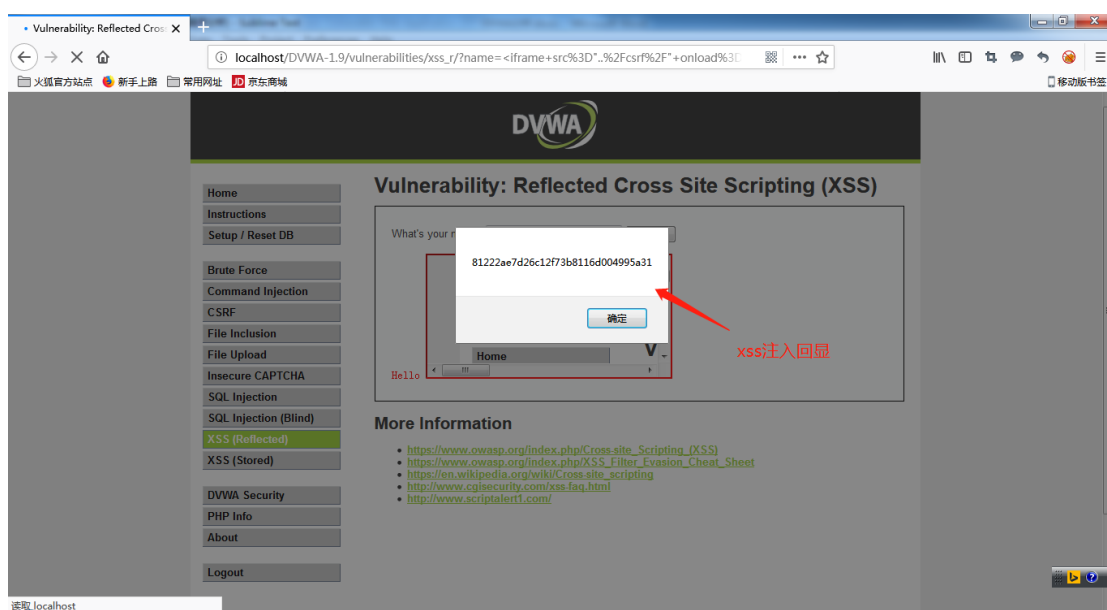 Vulnerability: Reflected Cros
localhost/DVWA-1.9/vulnerabilities/xss_r/?name=<iframe+src%3D"..%2Fcsrf%2F"+onload%3D
火狐官方站点 新手上路 常用网址 JD 京东商城 移动版书签
DVWA
Home
Instructions
Setup / Reset DB
Brute Force
Command Injection
CSRF
File Inclusion
File Upload
Insecure CAPTCHA
SQL Injection
SQL Injection (Blind)
XSS (Reflected)
XSS (Stored)
DVWA Security
PHP Info
About
Logout
Vulnerability: Reflected Cross Site Scripting (XSS)
What's your
81222ae7d26c12f73b8116d004995a31
确定
Home
V
Hello
xss注入回显
More Information
https://www.owasp.org/index.php/Cross-site_Scripting_(XSS)
https://www.owasp.org/index.php/XSS_Filter_Evasion_Cheat_Sheet
https://en.wikipedia.org/wiki/Cross-site_scripting
http://www.cgisecurity.com/xss-faq.html
http://www.scriptalert1.com/
读取 localhost